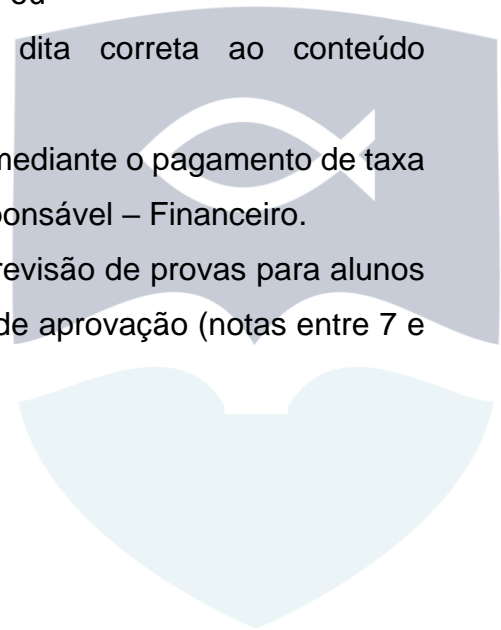 ou
dita correta ao conteúdo
mediante o pagamento de taxa
ponsável – Financeiro.
revisão de provas para alunos
de aprovação (notas entre 7 e